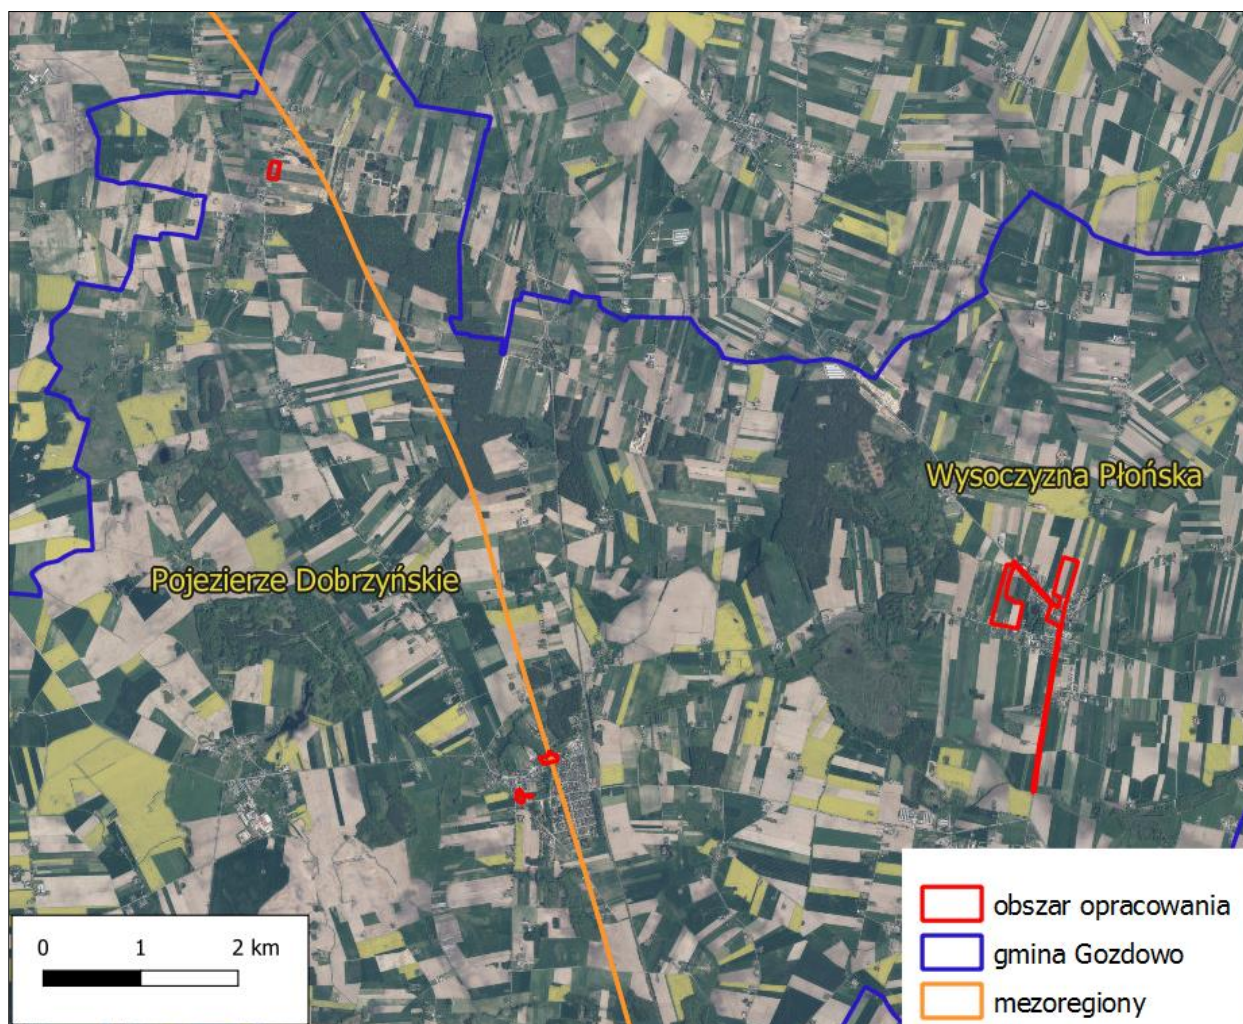 Wysoczyzna Płońska
Pojezierze Dobrzyńskie
0 1 2 km
obszar opracowania
gmina Gozdowo
mezoregiony